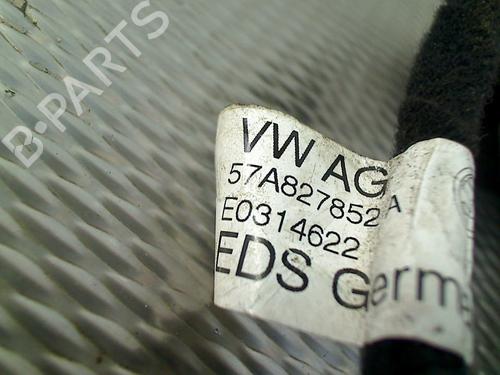 B-PARTS
VW AG
57A827852 A
E0314622
EDS Germ